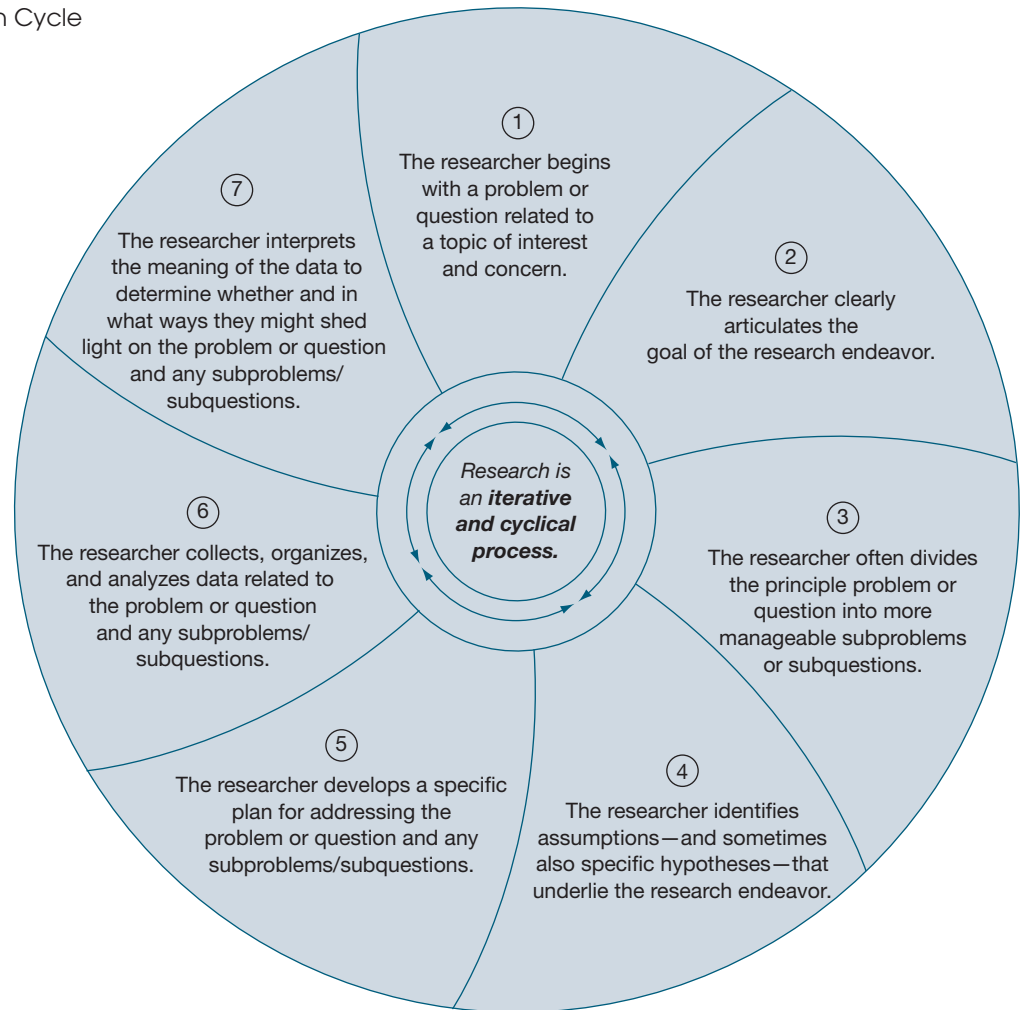 n Cycle
1
The researcher begins
with a problem or
question related to
a topic of interest
and concern.
2
The researcher clearly
articulates the
goal of the research endeavor.
3
The researcher often divides
the principle problem or
question into more
manageable subproblems
or subquestions.
4
The researcher identifies
assumptions—and sometimes
also specific hypotheses—that
underlie the research endeavor.
5
The researcher develops a specific
plan for addressing the
problem or question and any
subproblems/subquestions.
6
The researcher collects, organizes,
and analyzes data related to
the problem or question
and any subproblems/
subquestions.
7
The researcher interprets
the meaning of the data to
determine whether and in
what ways they might shed
light on the problem or question
and any subproblems/
subquestions.
Research is
an iterative
and cyclical
process.